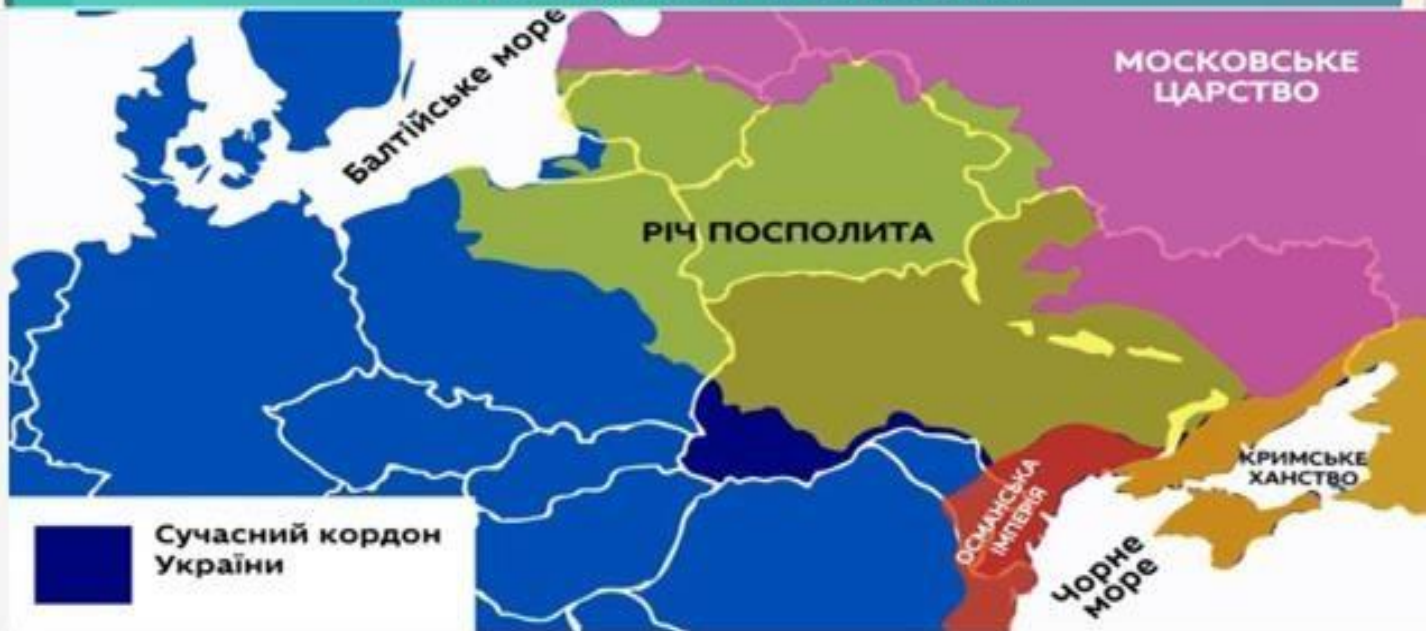 Балтійське море
МОСКОВСЬКЕ
ЦАРСТВО
РІЧ ПОСПОЛИТА
КРИМСЬКЕ
ХАНСТВО
ОСМАНСЬКА
ІМПЕРІЯ
Чорне
море
Сучасний кордон
України